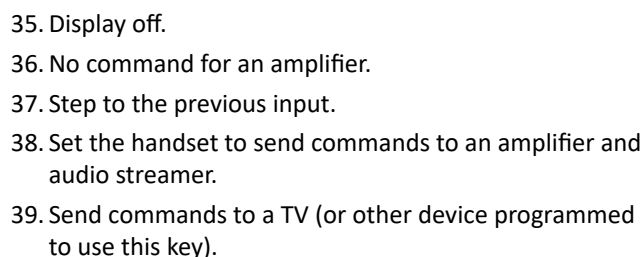 35. Display off.
36. No command for an amplifier.
37. Step to the previous input.
38. Set the handset to send commands to an amplifier and
audio streamer.
39. Send commands to a TV (or other device programmed
to use this key).